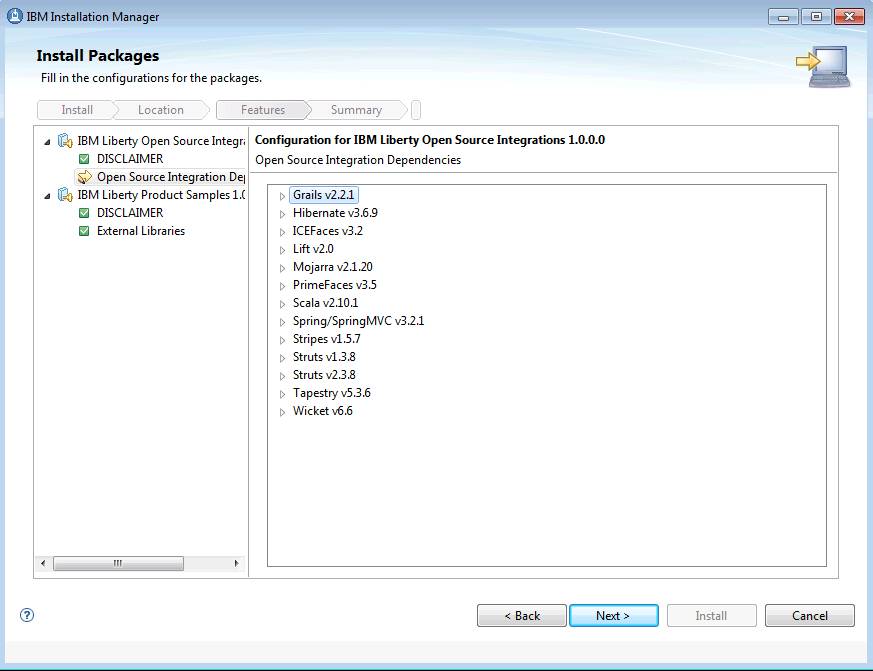 IBM Installation Manager
Install Packages
Fill in the configurations for the packages.
Install Location Features Summary
IBM Liberty Open Source Integra
DISCLAIMER
Open Source Integration Dep
IBM Liberty Product Samples 1.0
DISCLAIMER
External Libraries
Configuration for IBM Liberty Open Source Integrations 1.0.0.0
Open Source Integration Dependencies
Grails v2.2.1
Hibernate v3.6.9
ICEFaces v3.2
Lift v2.0
Mojarra v2.1.20
PrimeFaces v3.5
Scala v2.10.1
Spring/SpringMVC v3.2.1
Stripes v1.5.7
Struts v1.3.8
Struts v2.3.8
Tapestry v5.3.6
Wicket v6.6
?
< Back Next > Install Cancel